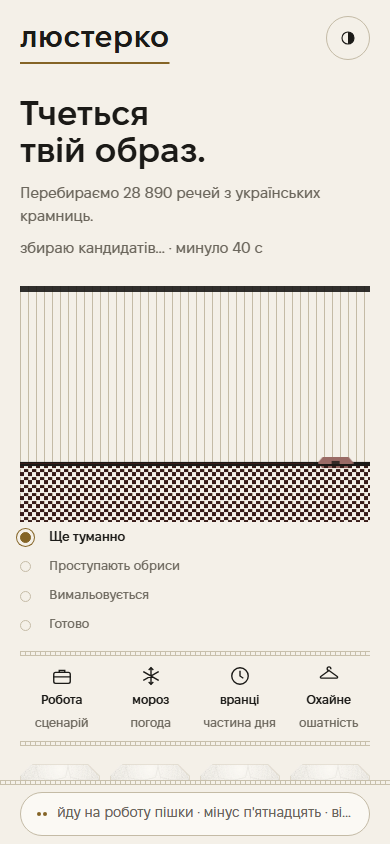 люстерко
Тчеться
твій образ.
Перебираємо 28 890 речей з українських
крамниць.
збираю кандидатів... · минуло 40 с
Ще туманно
Проступають обриси
Вимальовується
Готово
Робота мороз вранці Охайне
сценарій погода частина дня ошатність
йду на роботу пішки · мінус п'ятнадцять · ві...